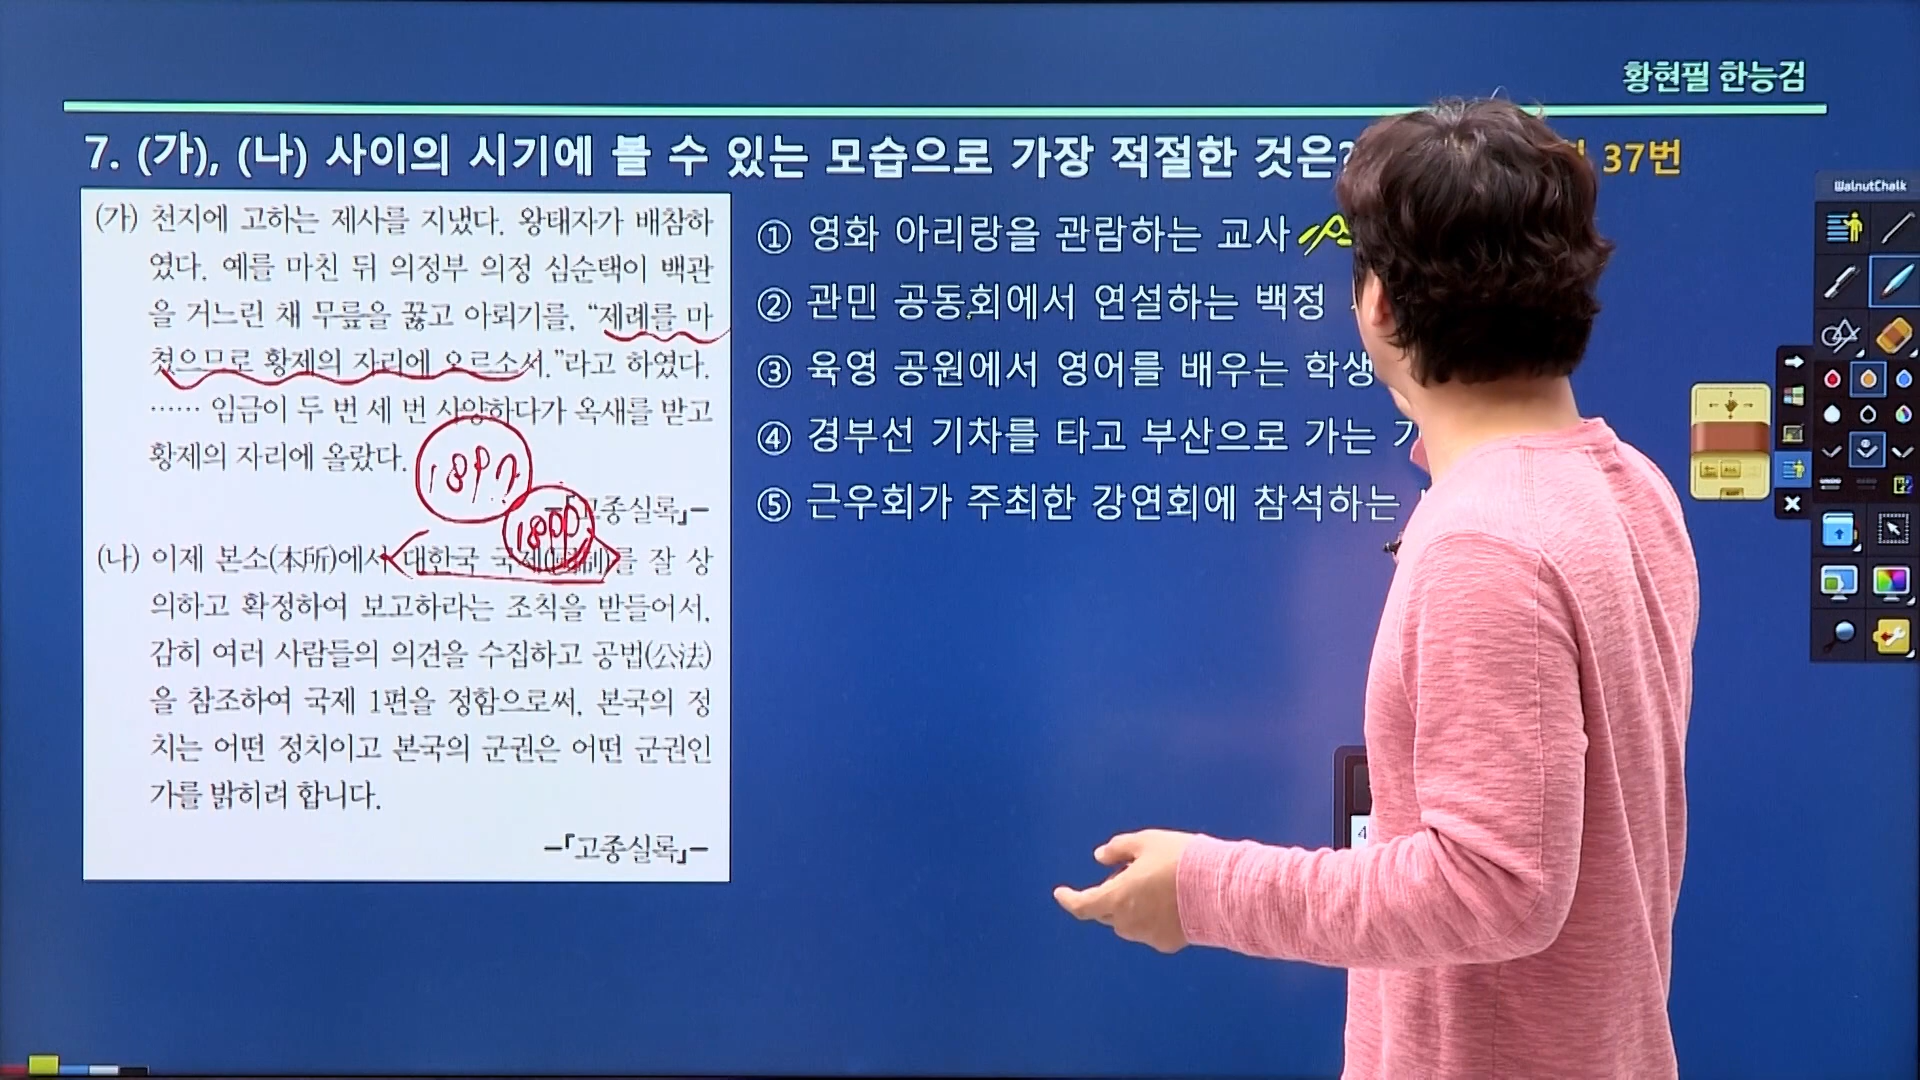 황현필 한능검
7. (가), (나) 사이의 시기에 볼 수 있는 모습으로 가장 적절한 것은? 37번
(가) 천지에 고하는 제사를 지냈다. 왕태자가 배참하
였다. 예를 마친 뒤 의정부 의정 심순택이 백관
을 거느린 채 무릎을 꿇고 아뢰기를, “제례를 마
쳤으므로 황제의 자리에 오르소서.”라고 하였다.
…… 임금이 두 번 세 번 사양하다가 옥새를 받고
황제의 자리에 올랐다.
1897
-『고종실록』-
(나) 이제 본소(本所)에서 대한국 국제(國制)를 잘 상
의하고 확정하여 보고하라는 조칙을 받들어서,
감히 여러 사람들의 의견을 수집하고 공법(公法)
을 참조하여 국제 1편을 정함으로써, 본국의 정
치는 어떤 정치이고 본국의 군권은 어떤 군권인
가를 밝히려 합니다.
-『고종실록』-
① 영화 아리랑을 관람하는 교사
② 관민 공동회에서 연설하는 백정
③ 육영 공원에서 영어를 배우는 학생
④ 경부선 기차를 타고 부산으로 가는
⑤ 근우회가 주최한 강연회에 참석하는
WalnutChalk
4